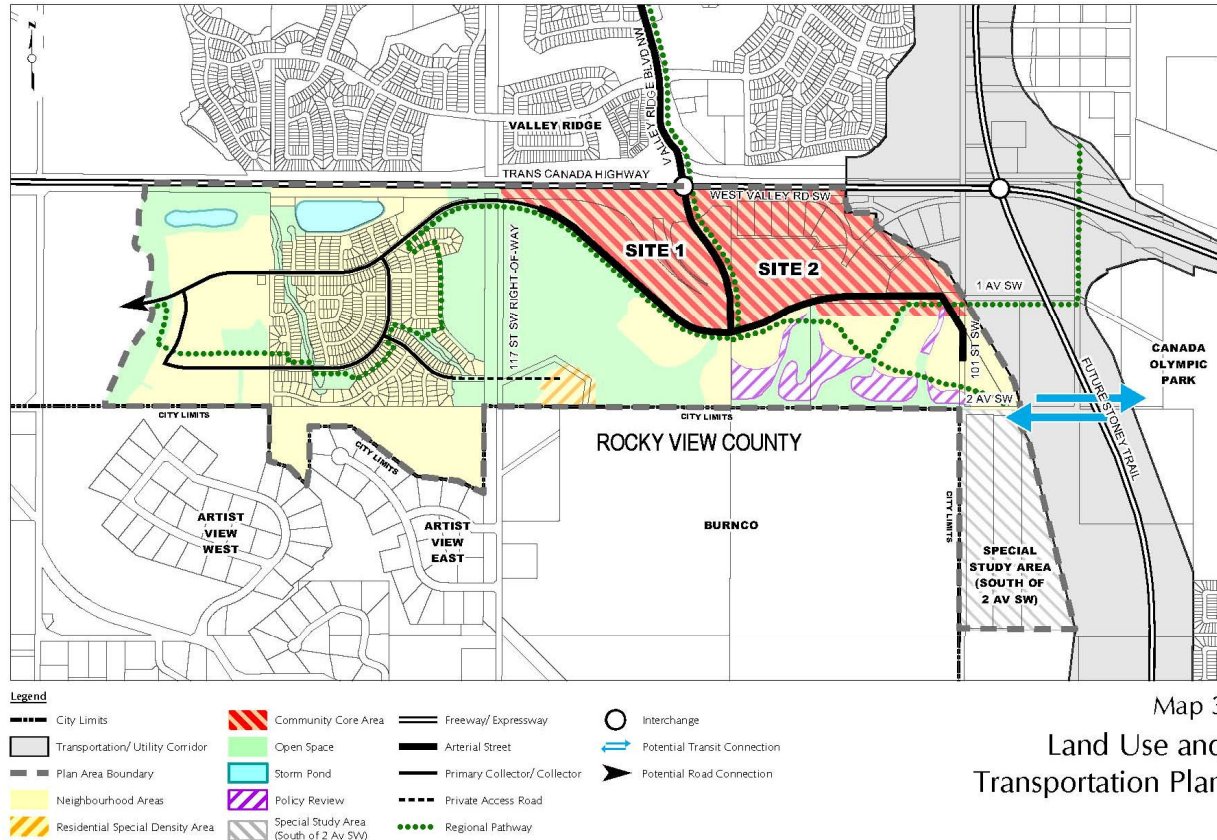 N
VALLEY RIDGE BLVD NW
VALLEY RIDGE
TRANS CANADA HIGHWAY
WEST VALLEY RD SW
SITE 1
SITE 2
117 ST SW RIGHT-OF-WAY
1 AV SW
101 ST SW
2 AV SW
CANADA
OLYMPIC
PARK
FUTURE STONEY TRAIL
CITY LIMITS
CITY LIMITS
CITY LIMITS
ROCKY VIEW COUNTY
ARTIST
VIEW
WEST
ARTIST
VIEW
EAST
BURNCO
CITY LIMITS
SPECIAL
STUDY AREA
(SOUTH OF
2 AV SW)
Legend
City Limits
Transportation/ Utility Corridor
Plan Area Boundary
Neighbourhood Areas
Residential Special Density Area
Community Core Area
Open Space
Storm Pond
Policy Review
Special Study Area
(South of 2 Av SW)
Freeway/ Expressway
Arterial Street
Primary Collector/ Collector
Private Access Road
Regional Pathway
Interchange
Potential Transit Connection
Potential Road Connection
Map 3
Land Use and
Transportation Plan